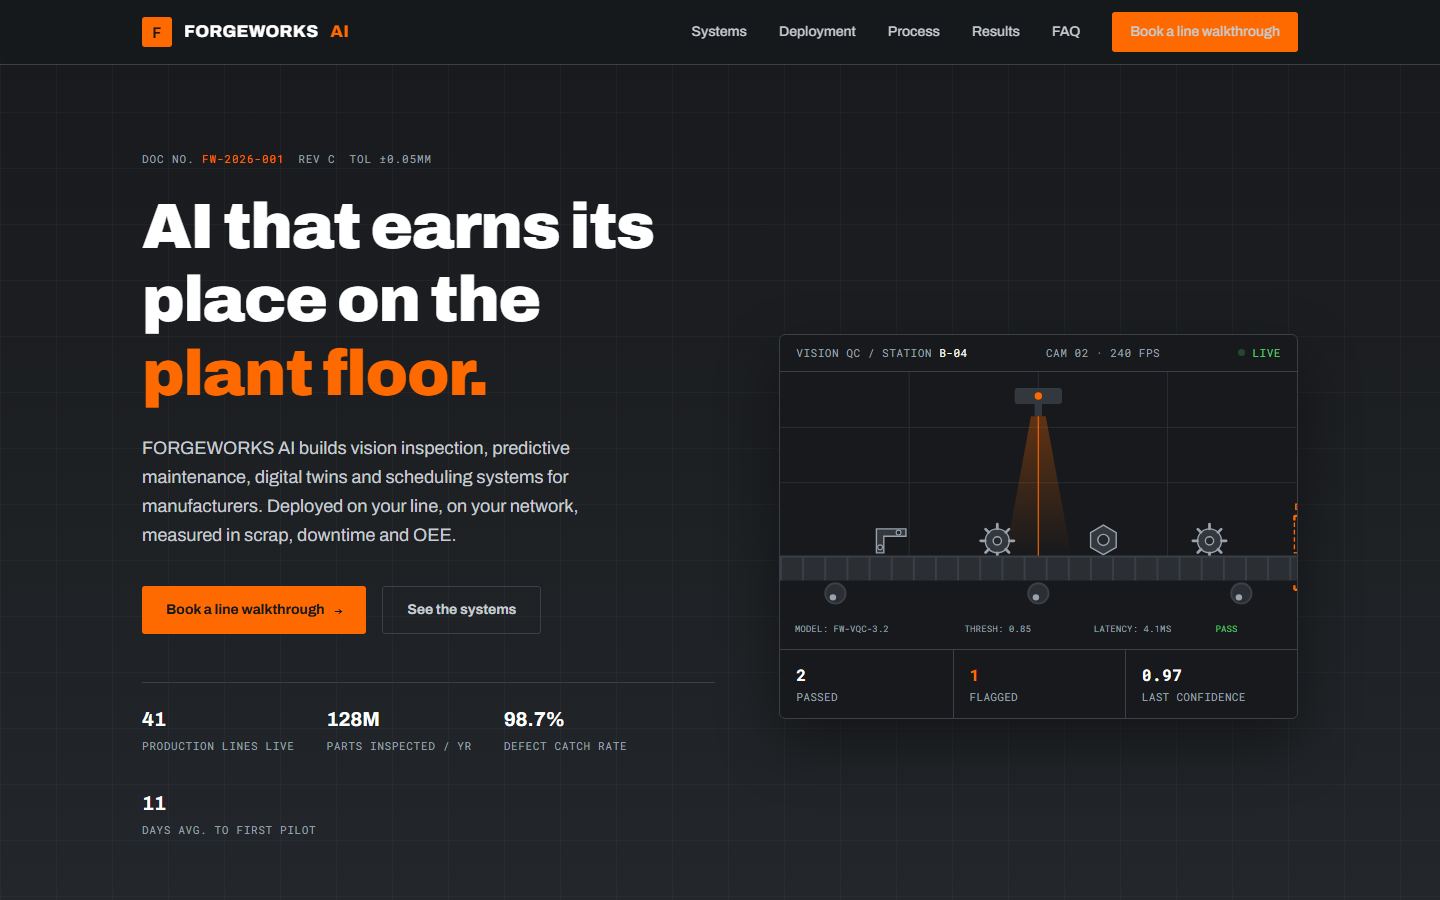 F FORGEWORKS AI
Systems Deployment Process Results FAQ Book a line walkthrough
DOC NO. FW-2026-001 REV C TOL ±0.05MM
AI that earns its
place on the
plant floor.
FORGEWORKS AI builds vision inspection, predictive
maintenance, digital twins and scheduling systems for
manufacturers. Deployed on your line, on your network,
measured in scrap, downtime and OEE.
Book a line walkthrough →
See the systems
41
PRODUCTION LINES LIVE
128M
PARTS INSPECTED / YR
98.7%
DEFECT CATCH RATE
11
DAYS AVG. TO FIRST PILOT
VISION QC / STATION B-04
CAM 02 · 240 FPS
LIVE
MODEL: FW-VQC-3.2
THRESH: 0.85
LATENCY: 4.1MS
PASS
2
PASSED
1
FLAGGED
0.97
LAST CONFIDENCE